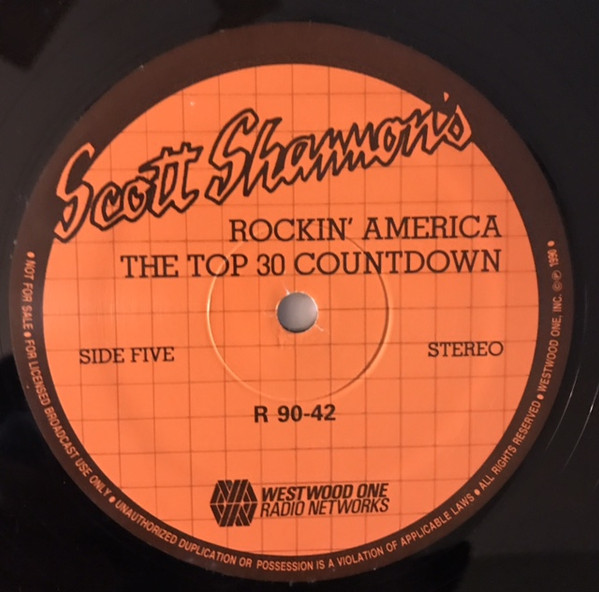 Scott Shannon's
ROCKIN' AMERICA
THE TOP 30 COUNTDOWN
SIDE FIVE
STEREO
R 90-42
WESTWOOD ONE
RADIO NETWORKS
• NOT FOR SALE • FOR LICENSED BROADCAST USE ONLY • UNAUTHORIZED DUPLICATION OR POSSESSION IS A VIOLATION OF APPLICABLE LAWS • ALL RIGHTS RESERVED • WESTWOOD ONE, INC. © ℗ 1990 •